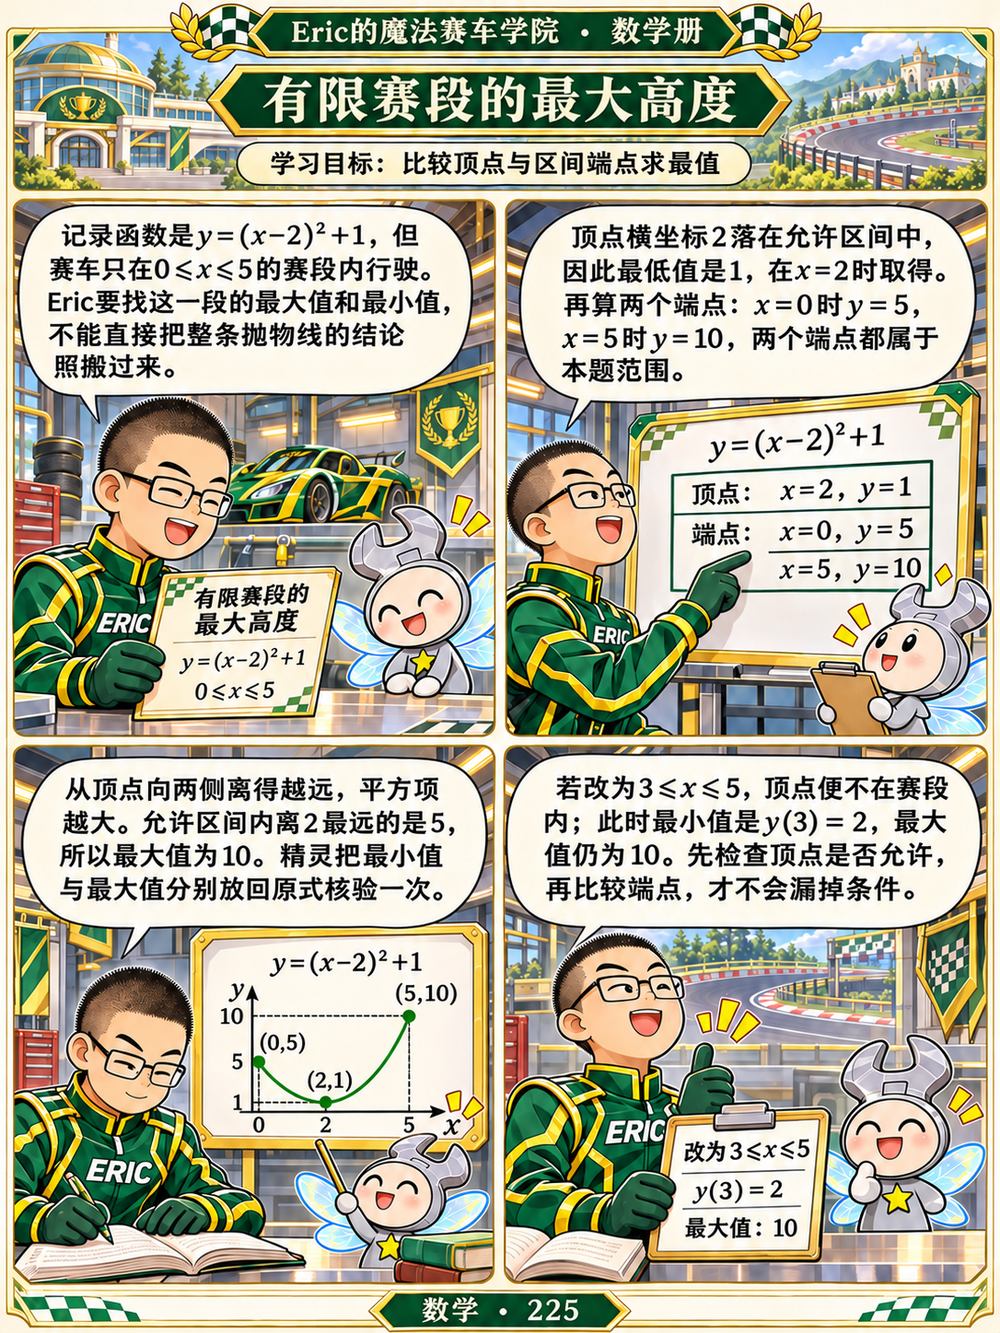 Eric的魔法赛车学院 · 数学册
有限赛段的最大高度
学习目标：比较顶点与区间端点求最值
记录函数是y=(x−2)²+1，但
赛车只在0⩽x⩽5的赛段内行驶。
Eric要找这一段的最大值和最小值，
不能直接把整条抛物线的结论
照搬过来。
ERIC
有限赛段的
最大高度
y=(x−2)²+1
0⩽x⩽5
顶点横坐标2落在允许区间中，
因此最低值是1，在x=2时取得。
再算两个端点：x=0时y=5，
x=5时y=10，两个端点都属于
本题范围。
y=(x−2)²+1
顶点： x=2, y=1
端点： x=0, y=5
x=5, y=10
ERIC
从顶点向两侧离得越远，平方项
越大。允许区间内离2最远的是5，
所以最大值为10。精灵把最小值
与最大值分别放回原式核验一次。
y=(x−2)²+1
y
(5,10)
10
(0,5)
5
(2,1)
1
0 2 5 x
ERIC
若改为3⩽x⩽5，顶点便不在赛段
内；此时最小值是y(3)=2，最大
值仍为10。先检查顶点是否允许，
再比较端点，才不会漏掉条件。
ERIC
改为3⩽x⩽5
y(3)=2
最大值：10
数学 · 225